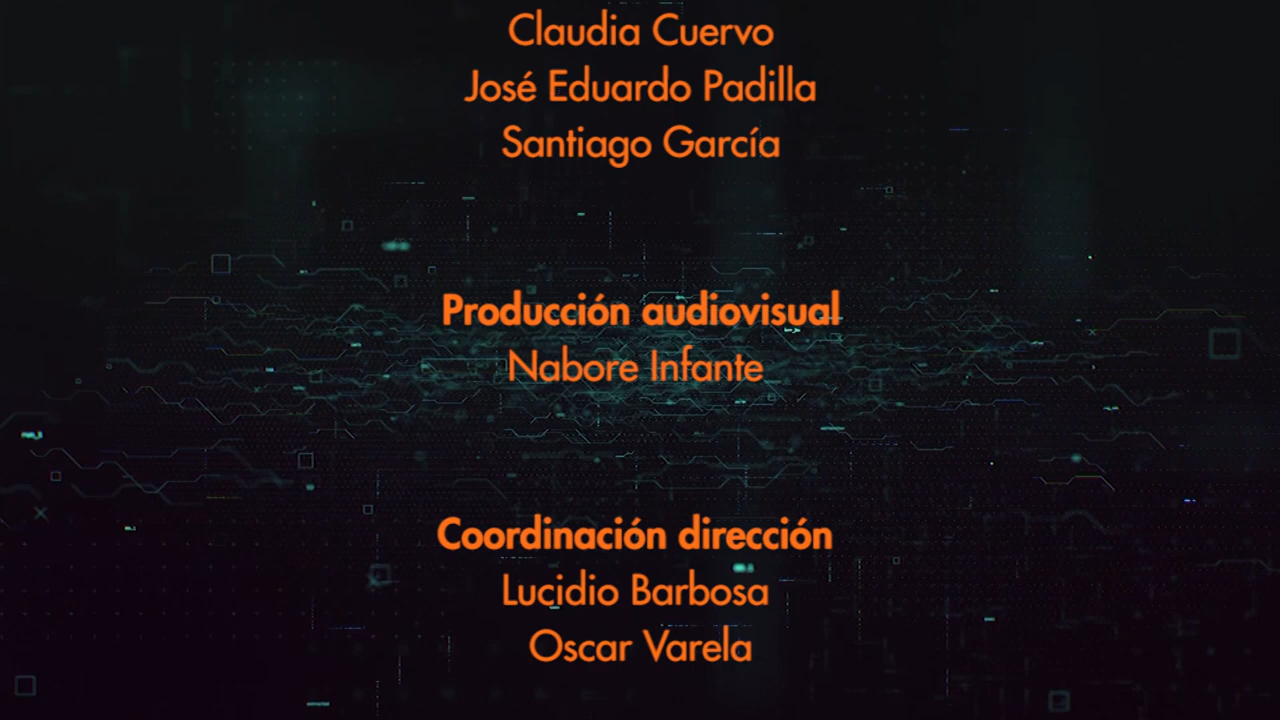 Claudia Cuervo
José Eduardo Padilla
Santiago García
Producción audiovisual
Nabore Infante
Coordinación dirección
Lucidio Barbosa
Oscar Varela